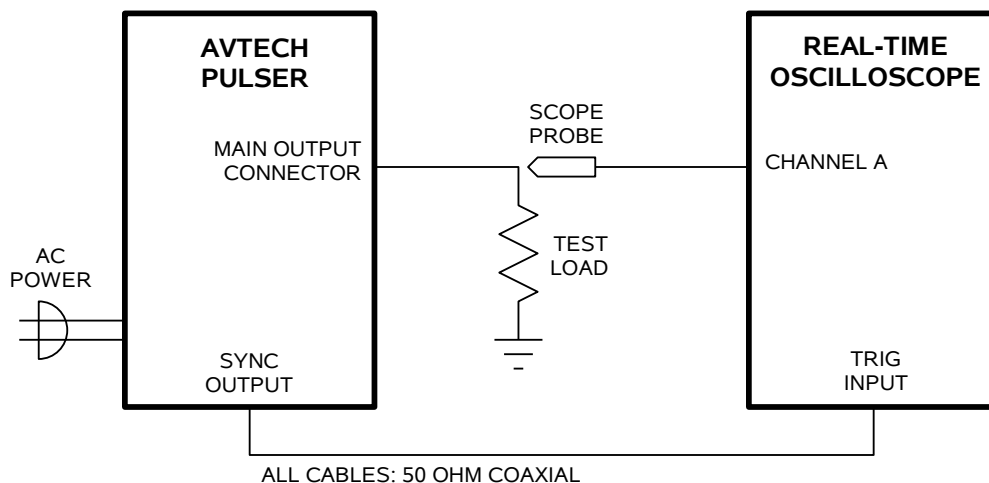 AVTECH
PULSER
REAL-TIME
OSCILLOSCOPE
SCOPE
PROBE
MAIN OUTPUT
CONNECTOR
CHANNEL A
TEST
LOAD
AC
POWER
SYNC
OUTPUT
TRIG
INPUT
ALL CABLES: 50 OHM COAXIAL